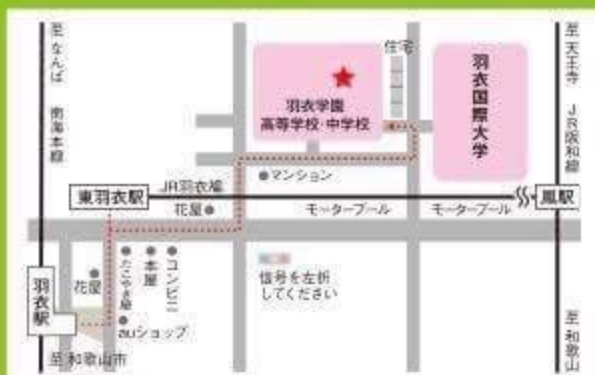 至なんば
南海本線
住宅
羽衣学園
高等学校・中学校
羽衣国際大学
至天王寺
JR阪和線
マンション
JR羽衣線
東羽衣駅
花屋
モータープール
モータープール
鳳駅
羽衣駅
花屋
たこやき屋
本屋
コンビニ
auショップ
信号を左折
してください
至和歌山市
至和歌山